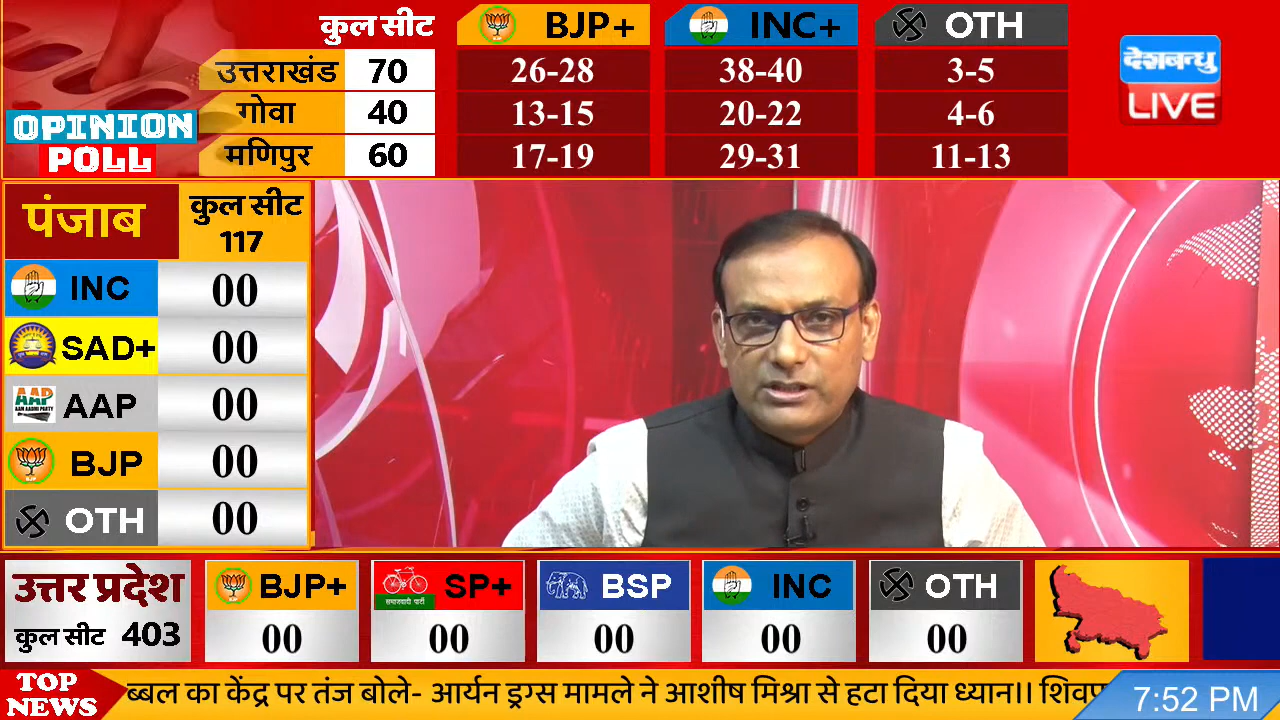 कुल सीट BJP+ INC+ OTH
उत्तराखंड 70 26-28 38-40 3-5
गोवा 40 13-15 20-22 4-6
मणिपुर 60 17-19 29-31 11-13
OPINION
POLL
देशबन्धु
LIVE
पंजाब कुल सीट
117
INC 00
SAD+ 00
AAP 00
BJP 00
OTH 00
उत्तर प्रदेश BJP+ SP+ BSP INC OTH
कुल सीट 403 00 00 00 00 00
TOP
NEWS
ब्बल का केंद्र पर तंज बोले- आर्यन ड्रग्स मामले ने आशीष मिश्रा से हटा दिया ध्यान।। शिवप
7:52 PM